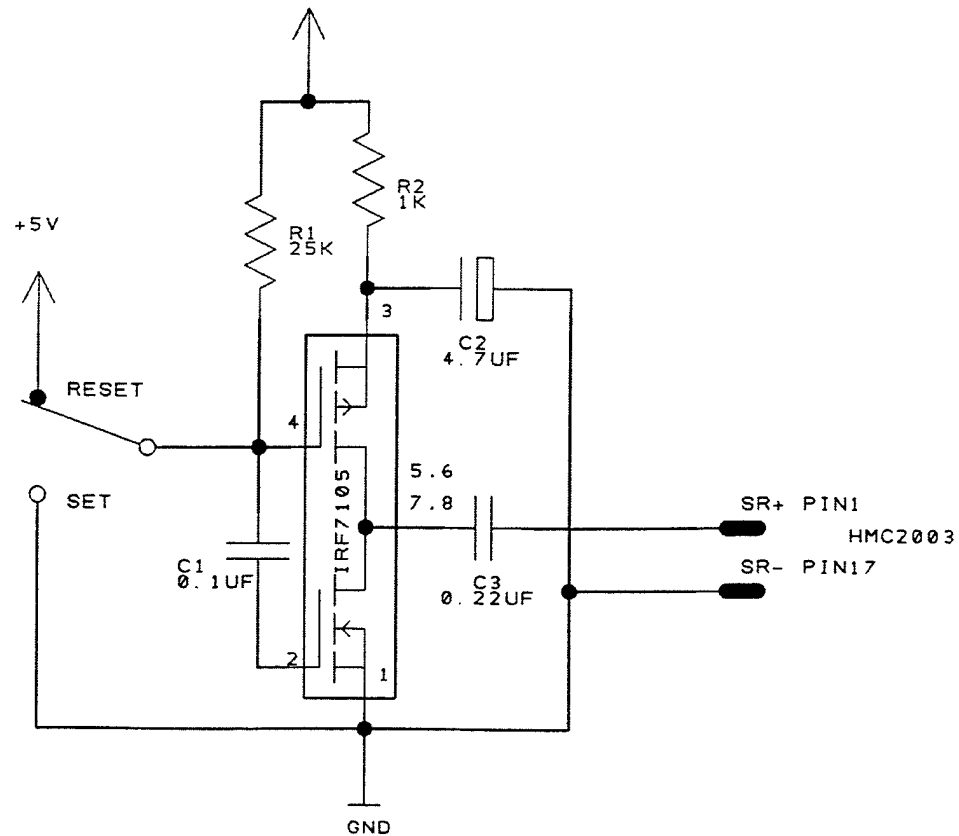 R2
1K
+5V
R1
25K
3
C2
4.7UF
RESET
4
5.6
7.8
SET
IRF7105
SR+ PIN1
HMC2003
C1
0.1UF
SR- PIN17
C3
0.22UF
2
1
GND